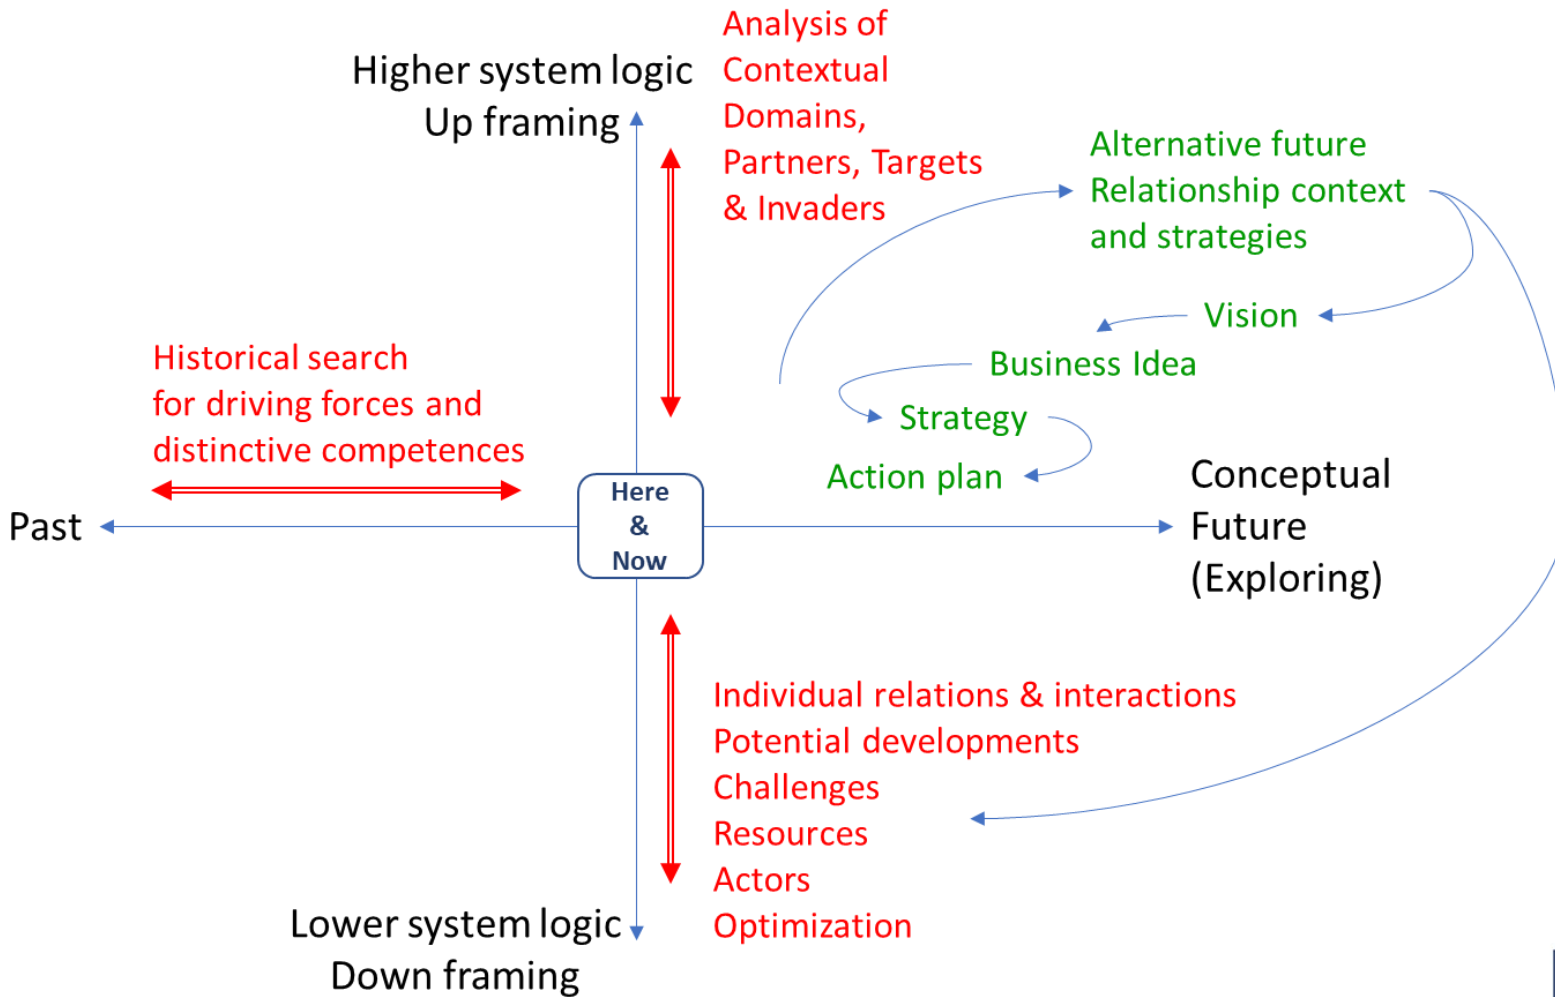 Higher system logic
Up framing
Analysis of
Contextual
Domains,
Partners, Targets
& Invaders
Alternative future
Relationship context
and strategies
Vision
Business Idea
Strategy
Action plan
Historical search
for driving forces and
distinctive competences
Past
Here
&
Now
Conceptual
Future
(Exploring)
Individual relations & interactions
Potential developments
Challenges
Resources
Actors
Optimization
Lower system logic
Down framing